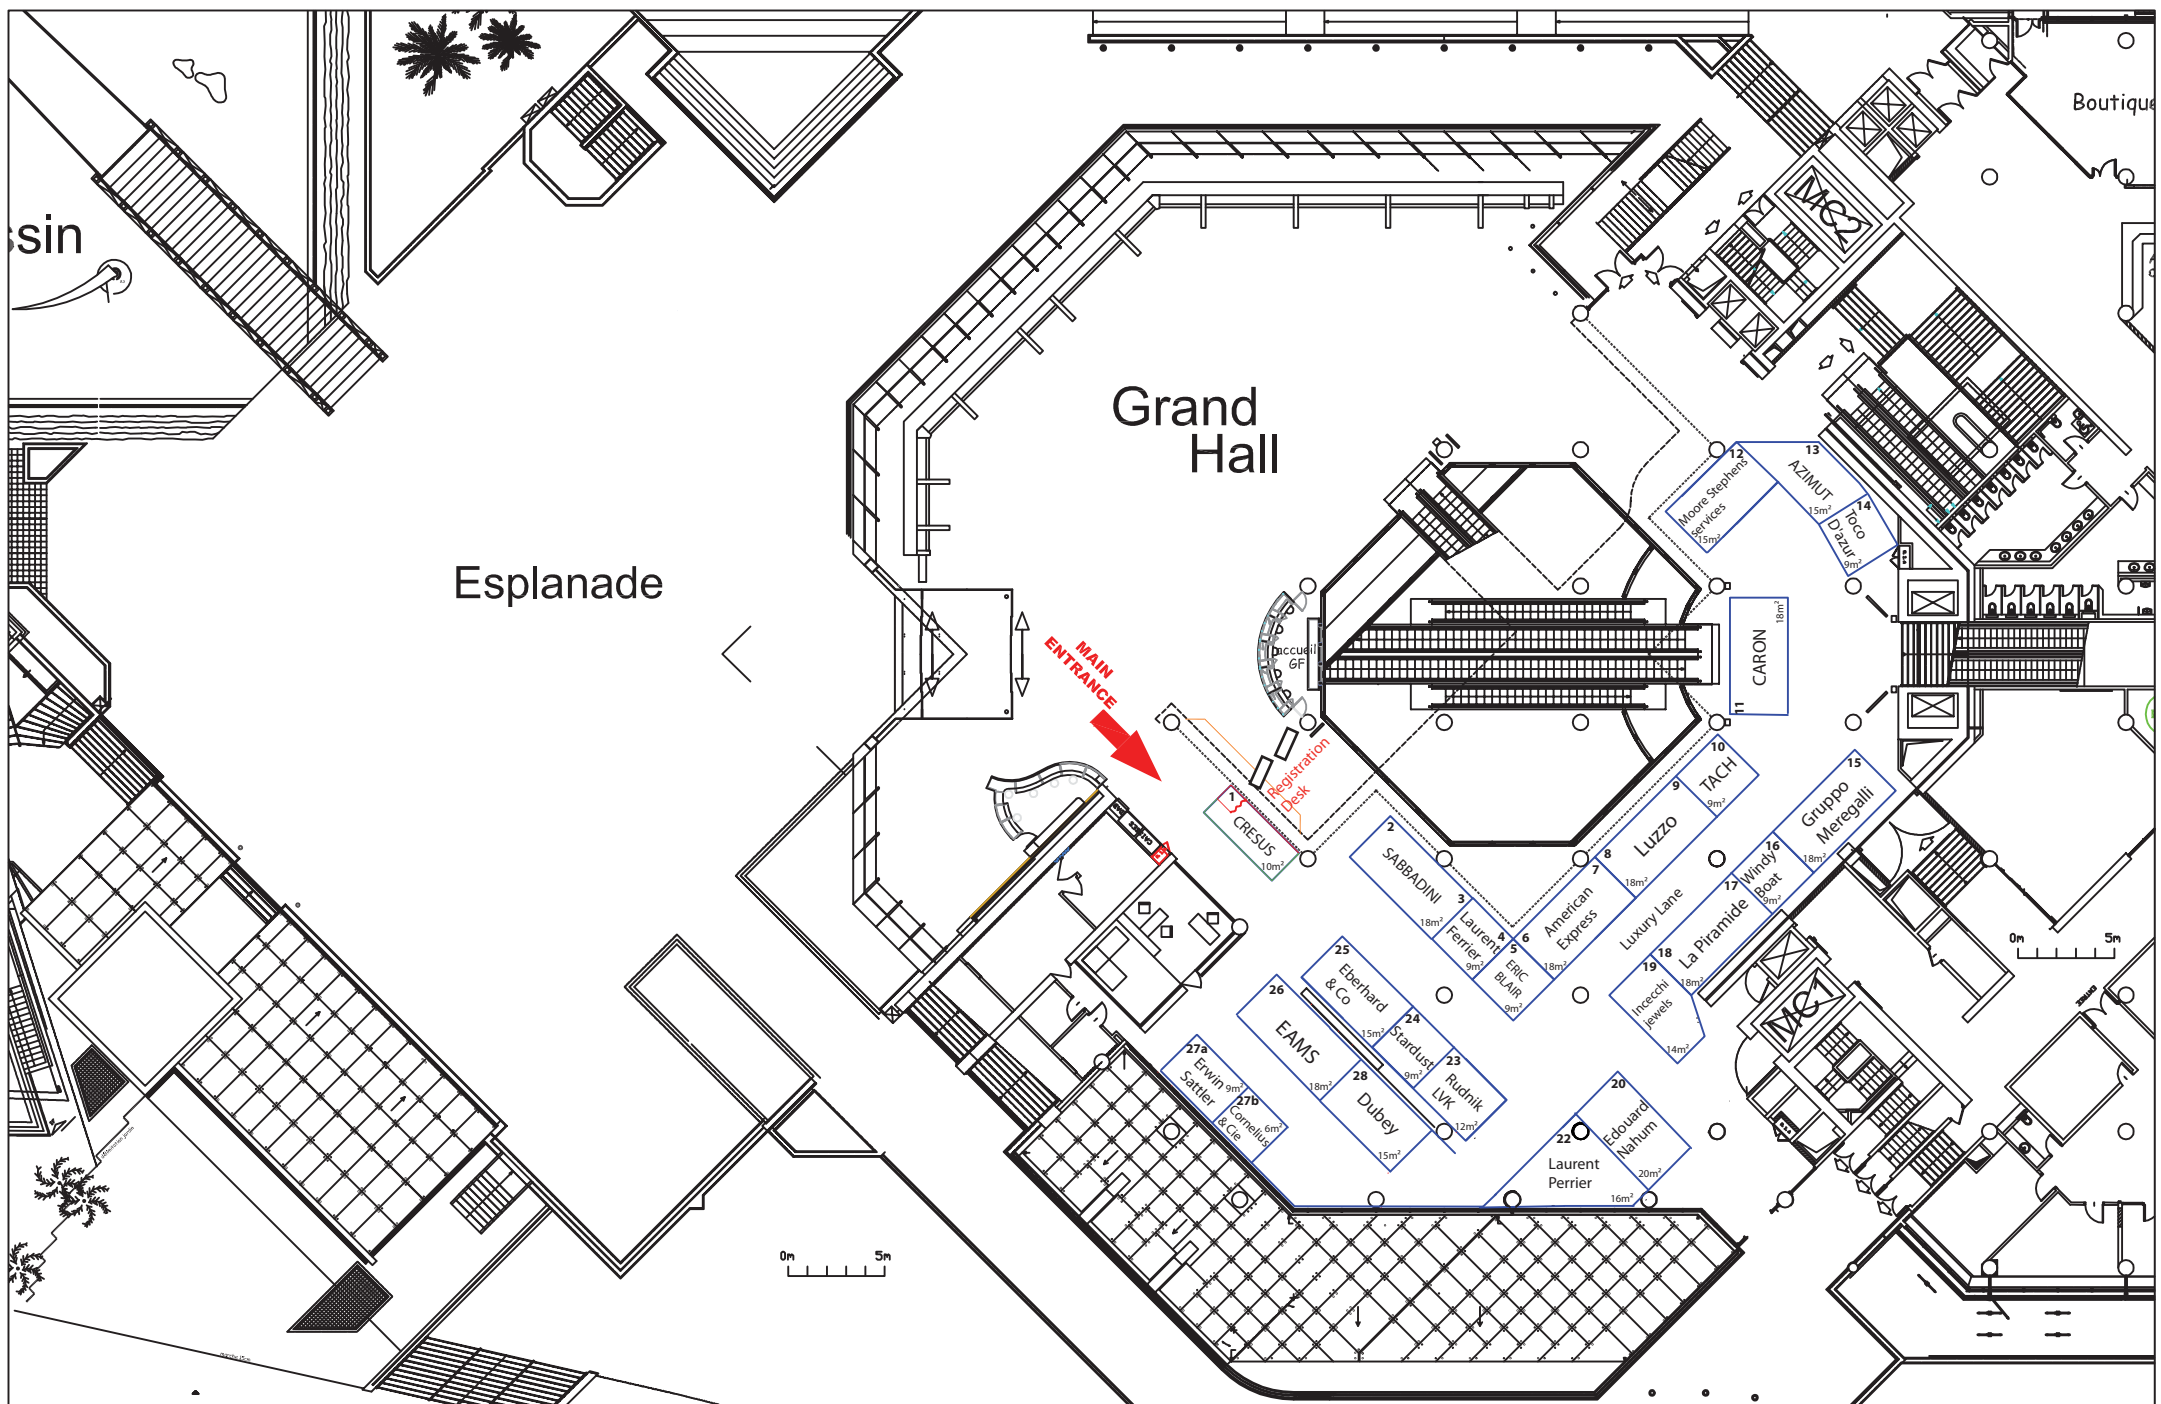 Boutique
ssin
MC2
Grand
Hall
Esplanade
MAIN
ENTRANCE
accueil
GF
Registration
Desk
1
CRESUS
10m²
2
SABBADINI
18m²
3
Laurent
Ferrier
9m²
4
5
ERIC
BLAIR
9m²
6
7
American
Express
18m²
8
9
LUZZO
18m²
10
TACH
9m²
11
CARON
18m²
12
Moore Stephens
services
15m²
13
AZIMUT
15m²
14
Toco
D'azur
9m²
15
Gruppo
Meregalli
18m²
16
Windy
Boat
9m²
17
La Piramide
18
18m²
Luxury Lane
19
Incecchi
jewels
14m²
20
Edouard
Nahum
20m²
22
Laurent
Perrier
16m²
23
Rudnik
LVK
12m²
24
Stardust
9m²
25
Eberhard
& Co
15m²
26
EAMS
18m²
27a
Erwin
Sattler
9m²
27b
Cornelius
& Cie
6m²
28
Dubey
15m²
MC1
ENTREE
0m 5m
0m 5m